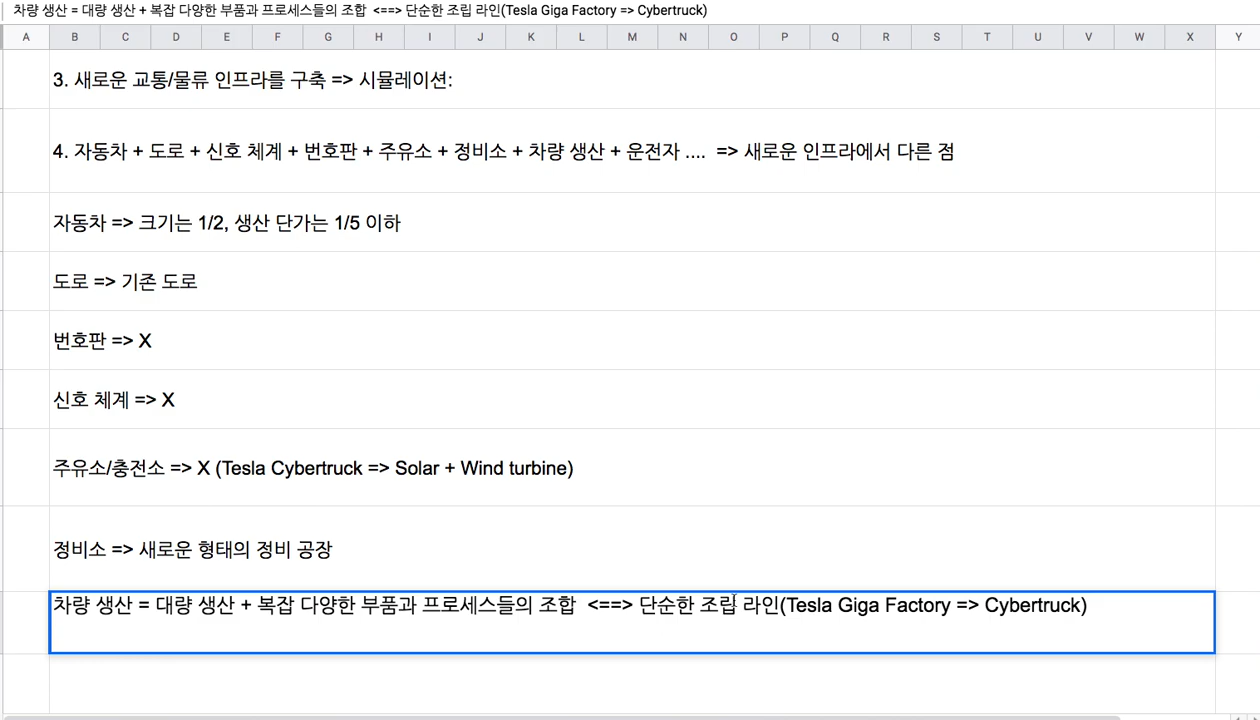 차량 생산 = 대량 생산 + 복잡 다양한 부품과 프로세스들의 조합 <==> 단순한 조립 라인(Tesla Giga Factory => Cybertruck)
A B C D E F G H I J K L M N O P Q R S T U V W X Y
3. 새로운 교통/물류 인프라를 구축 => 시뮬레이션:
4. 자동차 + 도로 + 신호 체계 + 번호판 + 주유소 + 정비소 + 차량 생산 + 운전자 .... => 새로운 인프라에서 다른 점
자동차 => 크기는 1/2, 생산 단가는 1/5 이하
도로 => 기존 도로
번호판 => X
신호 체계 => X
주유소/충전소 => X (Tesla Cybertruck => Solar + Wind turbine)
정비소 => 새로운 형태의 정비 공장
차량 생산 = 대량 생산 + 복잡 다양한 부품과 프로세스들의 조합 <==> 단순한 조립 라인(Tesla Giga Factory => Cybertruck)